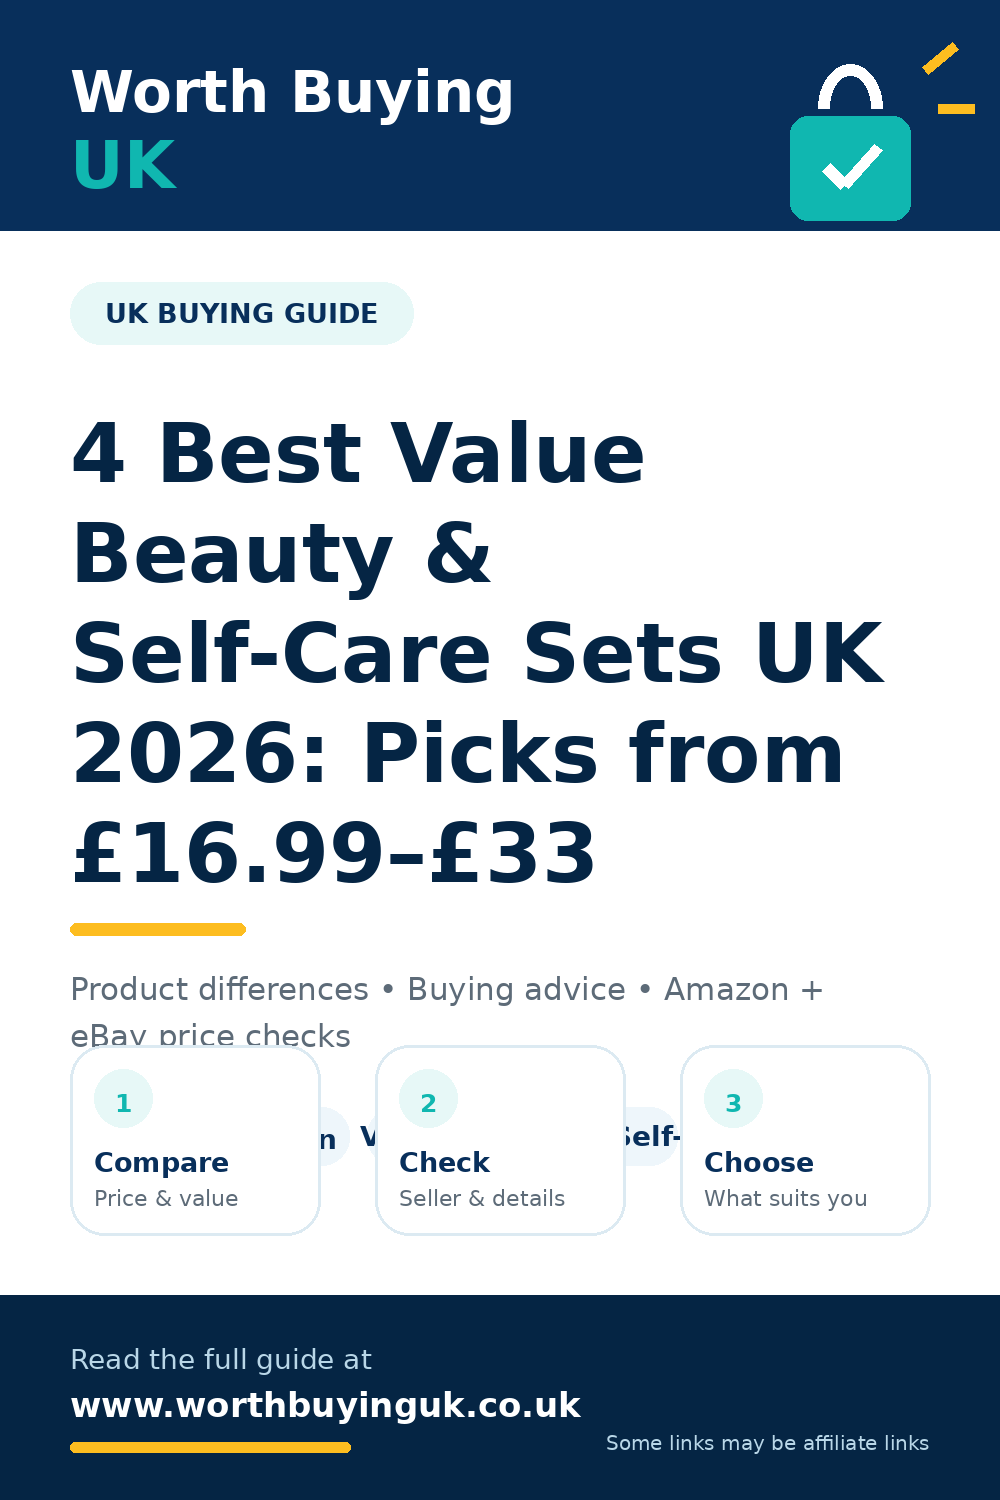 Worth Buying
UK
UK BUYING GUIDE
4 Best Value
Beauty &
Self-Care Sets UK
2026: Picks from
£16.99–£33
Product differences • Buying advice • Amazon +
eBay price checks
1
2
3
Compare
Check
Choose
Price & value
Seller & details
What suits you
Read the full guide at
www.worthbuyinguk.co.uk
Some links may be affiliate links